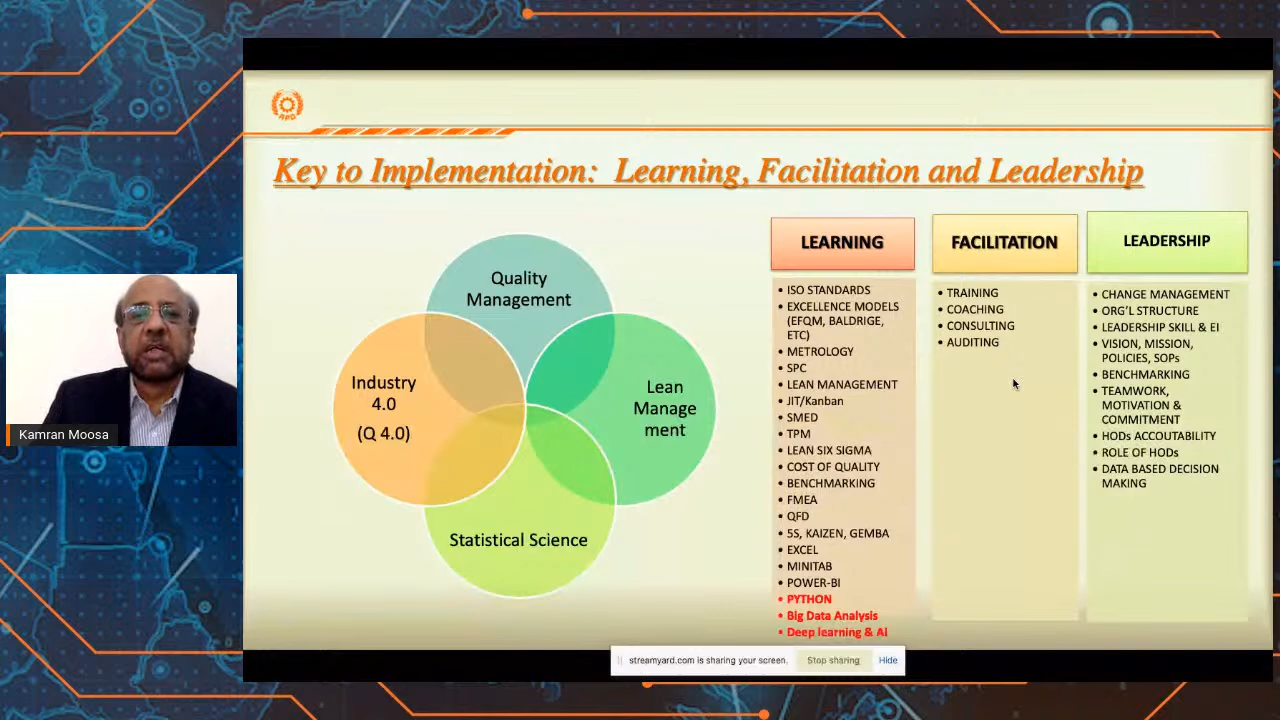 APO
Key to Implementation:  Learning, Facilitation and Leadership
Quality
Management
Industry
4.0
(Q 4.0)
Lean
Manage
ment
Statistical Science
LEARNING
• ISO STANDARDS
• EXCELLENCE MODELS
(EFQM, BALDRIGE,
ETC)
• METROLOGY
• SPC
• LEAN MANAGEMENT
• JIT/Kanban
• SMED
• TPM
• LEAN SIX SIGMA
• COST OF QUALITY
• BENCHMARKING
• FMEA
• QFD
• 5S, KAIZEN, GEMBA
• EXCEL
• MINITAB
• POWER-BI
• PYTHON
• Big Data Analysis
• Deep learning & AI
FACILITATION
• TRAINING
• COACHING
• CONSULTING
• AUDITING
LEADERSHIP
• CHANGE MANAGEMENT
• ORG'L STRUCTURE
• LEADERSHIP SKILL & EI
• VISION, MISSION,
POLICIES, SOPs
• BENCHMARKING
• TEAMWORK,
MOTIVATION &
COMMITMENT
• HODs ACCOUTABILITY
• ROLE OF HODs
• DATA BASED DECISION
MAKING
Kamran Moosa
streamyard.com is sharing your screen.
Stop sharing
Hide